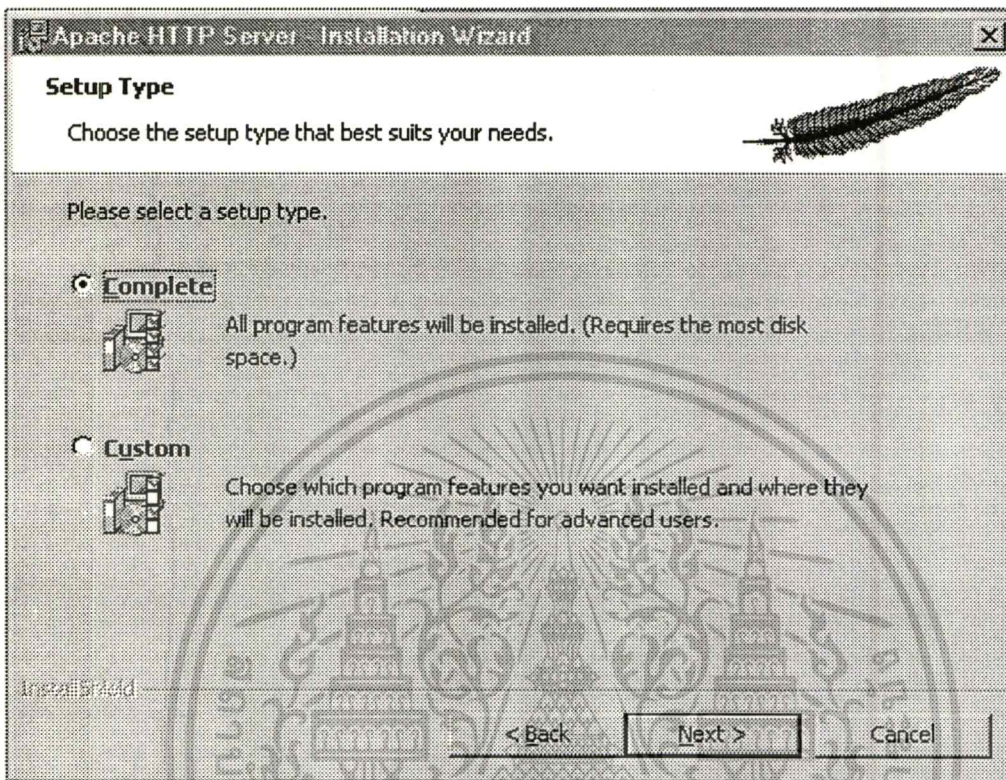 Apache HTTP Server - Installation Wizard
Setup Type
Choose the setup type that best suits your needs.
Please select a setup type.
Complete
All program features will be installed. (Requires the most disk
space.)
Custom
Choose which program features you want installed and where they
will be installed. Recommended for advanced users.
InstallShield
< Back
Next >
Cancel